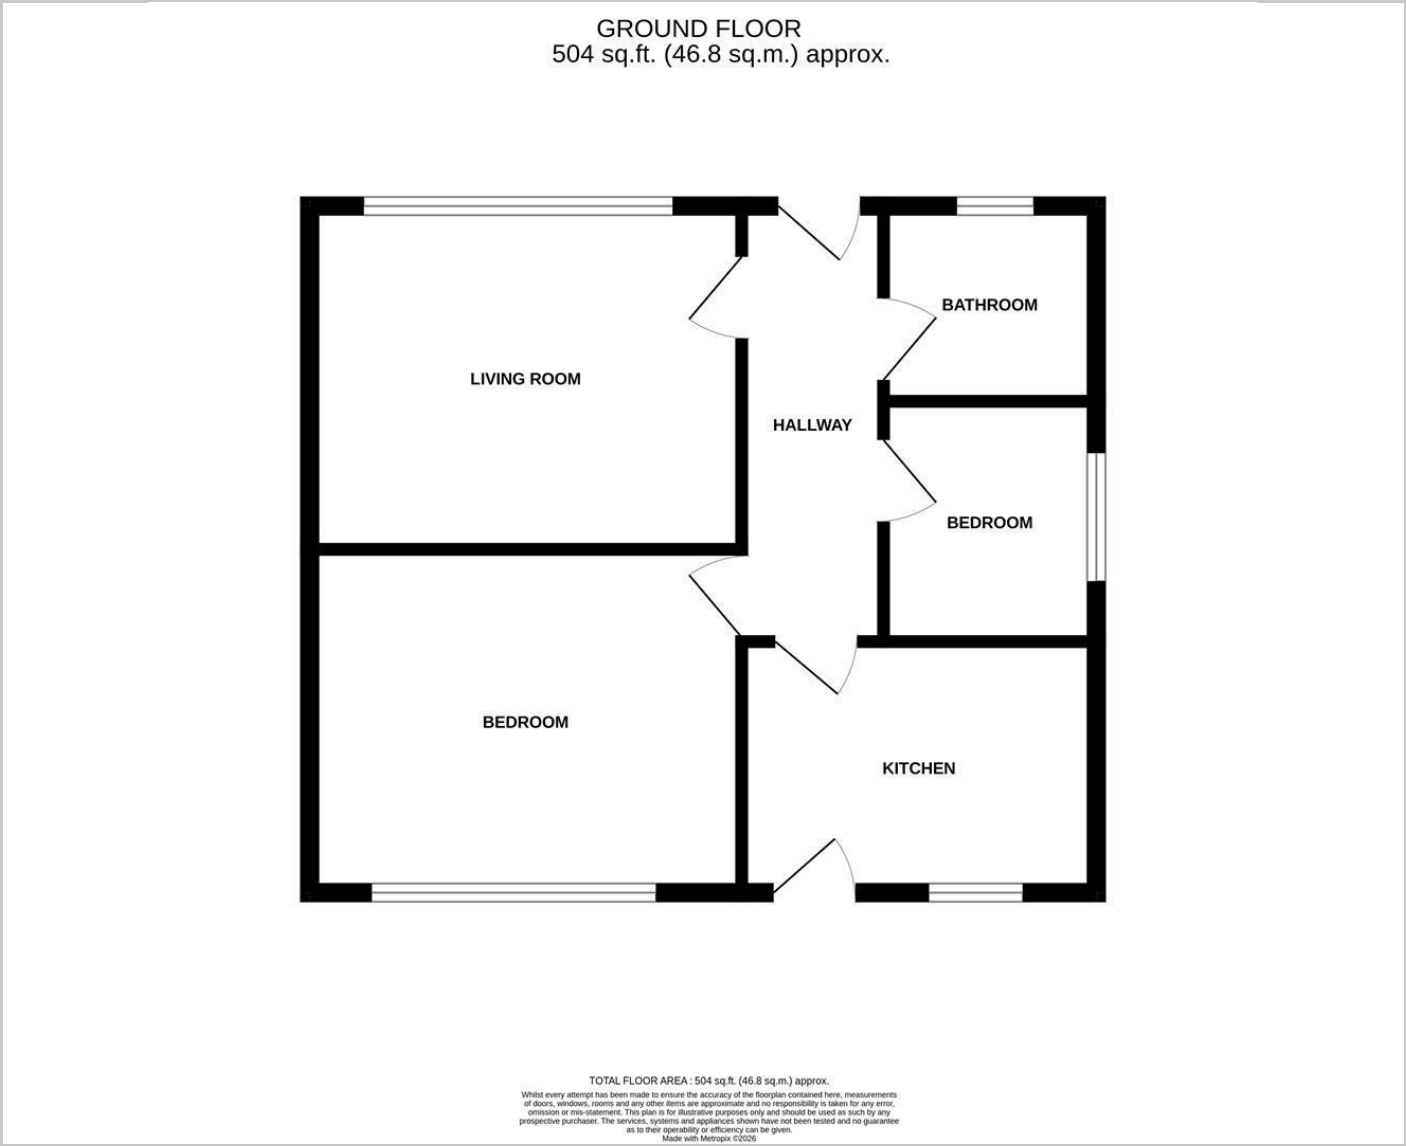 GROUND FLOOR
504 sq.ft. (46.8 sq.m.) approx.
BATHROOM
LIVING ROOM
HALLWAY
BEDROOM
BEDROOM
KITCHEN
TOTAL FLOOR AREA : 504 sq.ft. (46.8 sq.m.) approx.
Whilst every attempt has been made to ensure the accuracy of the floorplan contained here, measurements
of doors, windows, rooms and any other items are approximate and no responsibility is taken for any error,
omission or mis-statement. This plan is for illustrative purposes only and should be used as such by any
prospective purchaser. The services, systems and appliances shown have not been tested and no guarantee
as to their operability or efficiency can be given.
Made with Metropix ©2026